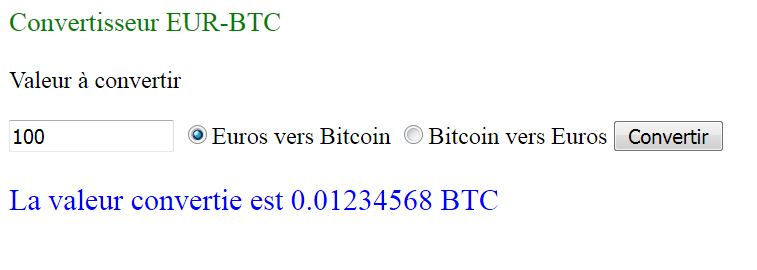 Convertisseur EUR-BTC
Valeur à convertir
100 Euros vers Bitcoin Bitcoin vers Euros Convertir
La valeur convertie est 0.01234568 BTC